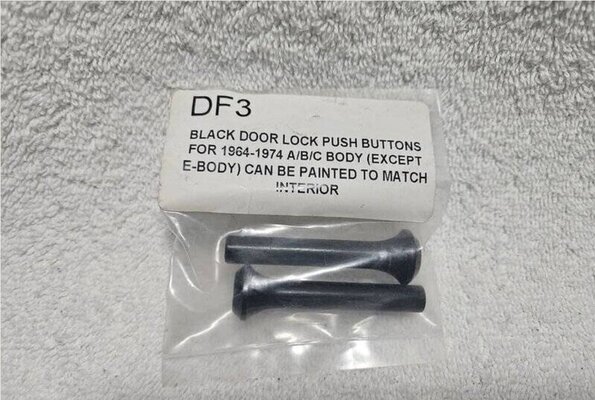 DF3
BLACK DOOR LOCK PUSH BUTTONS
FOR 1964-1974 A/B/C BODY (EXCEPT
E-BODY) CAN BE PAINTED TO MATCH
INTERIOR